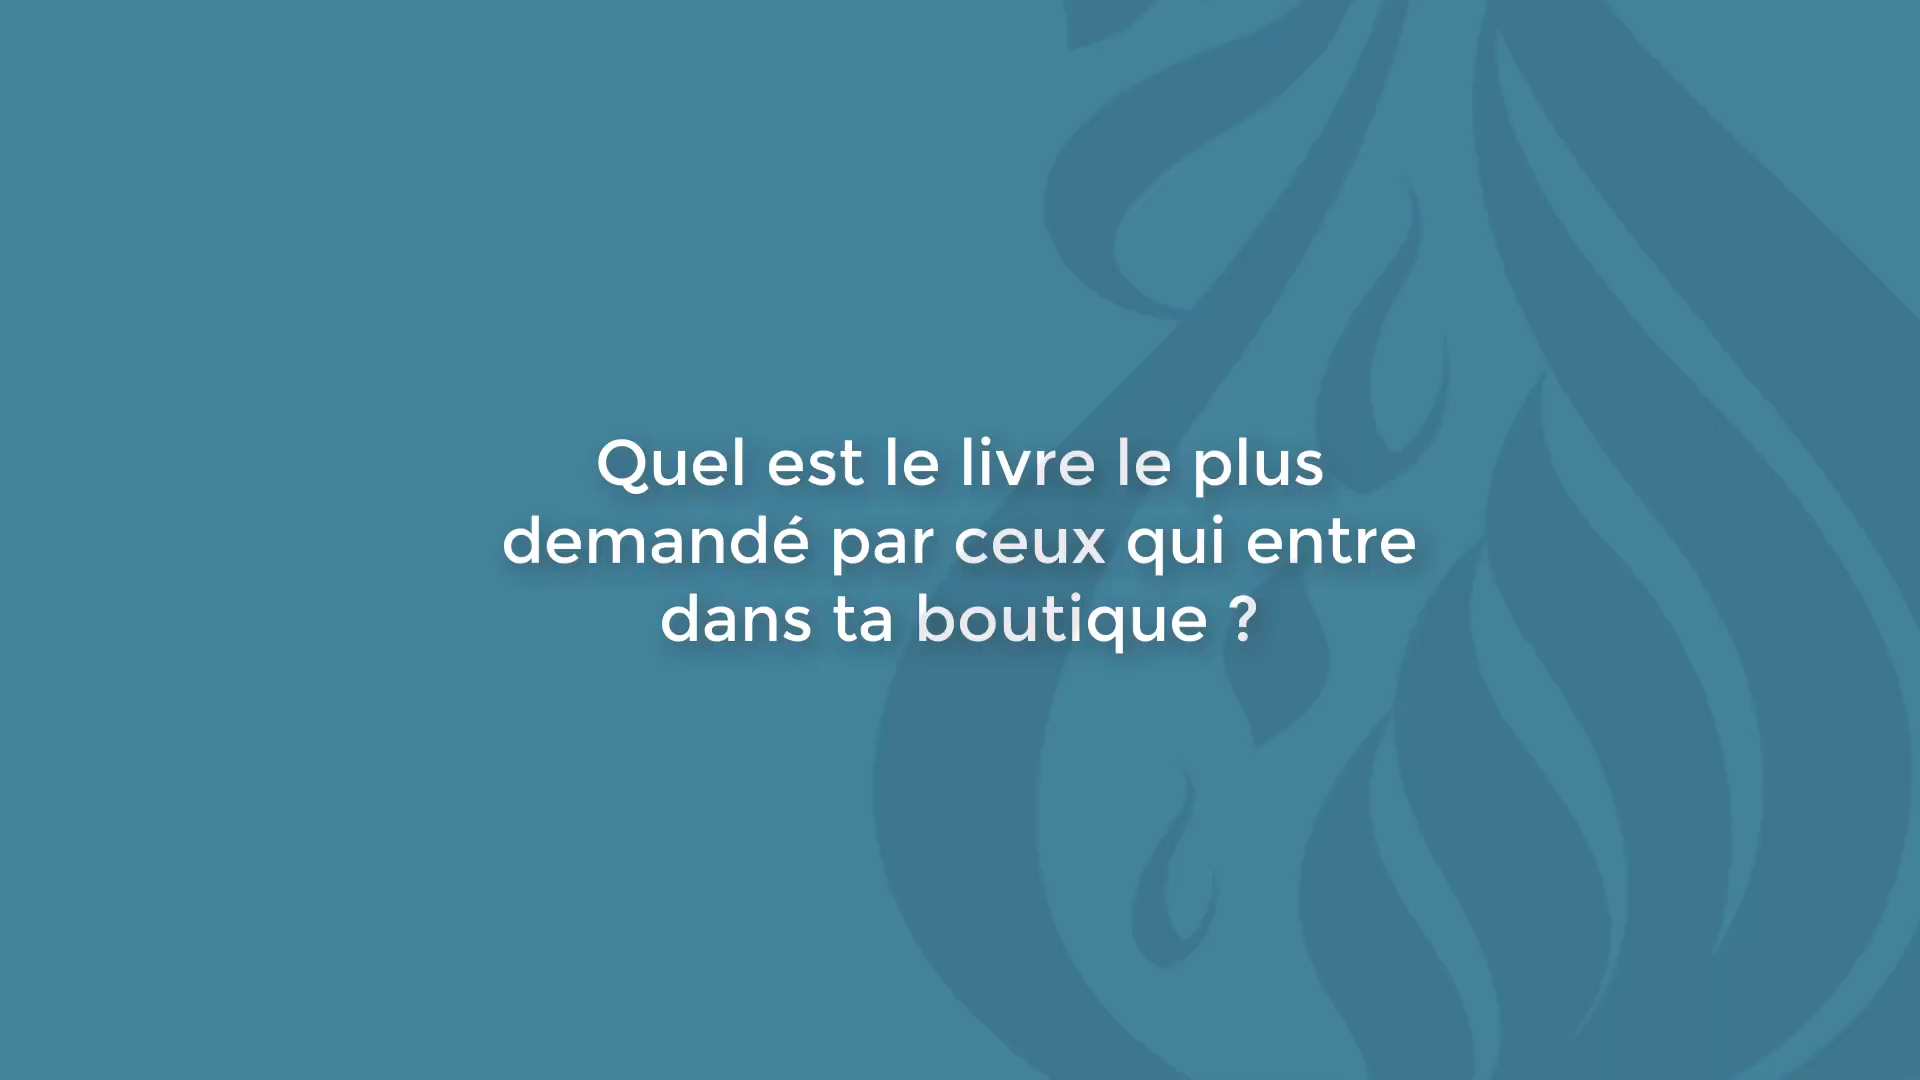 Quel est le livre le plus
demandé par ceux qui entre
dans ta boutique ?